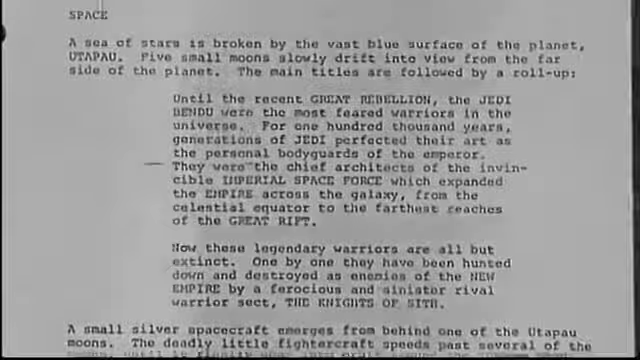 SPACE
A sea of stars is broken by the vast blue surface of the planet,
UTAPAU. Five small moons slowly drift into view from the far
side of the planet. The main titles are followed by a roll-up:
Until the recent GREAT REBELLION, the JEDI
BENDU were the most feared warriors in the
universe. For one hundred thousand years,
generations of JEDI perfected their art as
the personal bodyguards of the emperor.
They were the chief architects of the invin-
cible IMPERIAL SPACE FORCE which expanded
the EMPIRE across the galaxy, from the
celestial equator to the farthest reaches
of the GREAT RIFT.
Now these legendary warriors are all but
extinct. One by one they have been hunted
down and destroyed as enemies of the NEW
EMPIRE by a ferocious and sinister rival
warrior sect, THE KNIGHTS OF SITH.
A small silver spacecraft emerges from behind one of the Utapau
moons. The deadly little fightercraft speeds past several of the